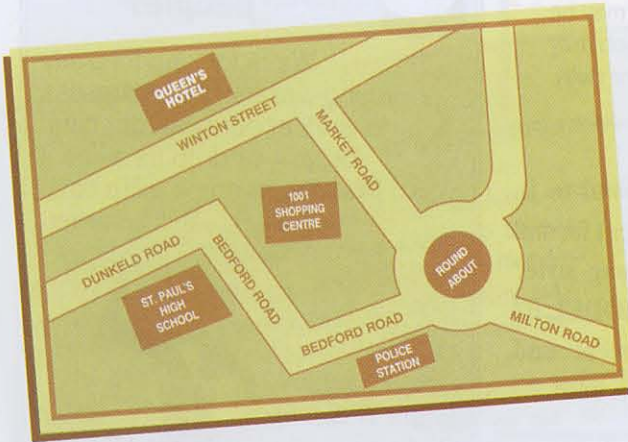 QUEEN'S
HOTEL
WINTON STREET
MARKET ROAD
1001
SHOPPING
CENTRE
DUNKELD ROAD
BEDFORD ROAD
ST. PAUL'S
HIGH
SCHOOL
ROUND
ABOUT
BEDFORD ROAD
MILTON ROAD
POLICE
STATION